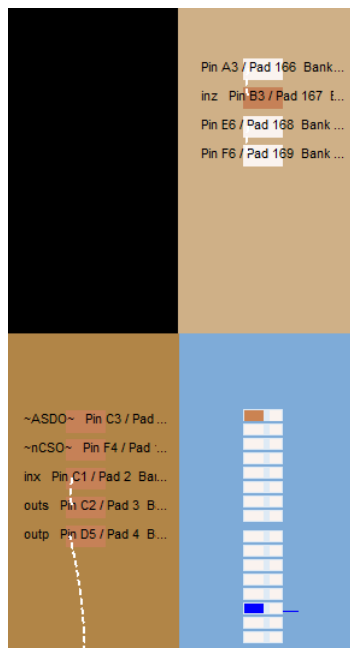 Pin A3 / Pad 166 Bank...
inz Pin B3 / Pad 167 E...
Pin E6 / Pad 168 Bank ...
Pin F6 / Pad 169 Bank ...
~ASDO~ Pin C3 / Pad ...
~nCSO~ Pin F4 / Pad ...
inx Pin C1 / Pad 2 Ban...
outs Pin C2 / Pad 3 B...
outp Pin D5 / Pad 4 B...